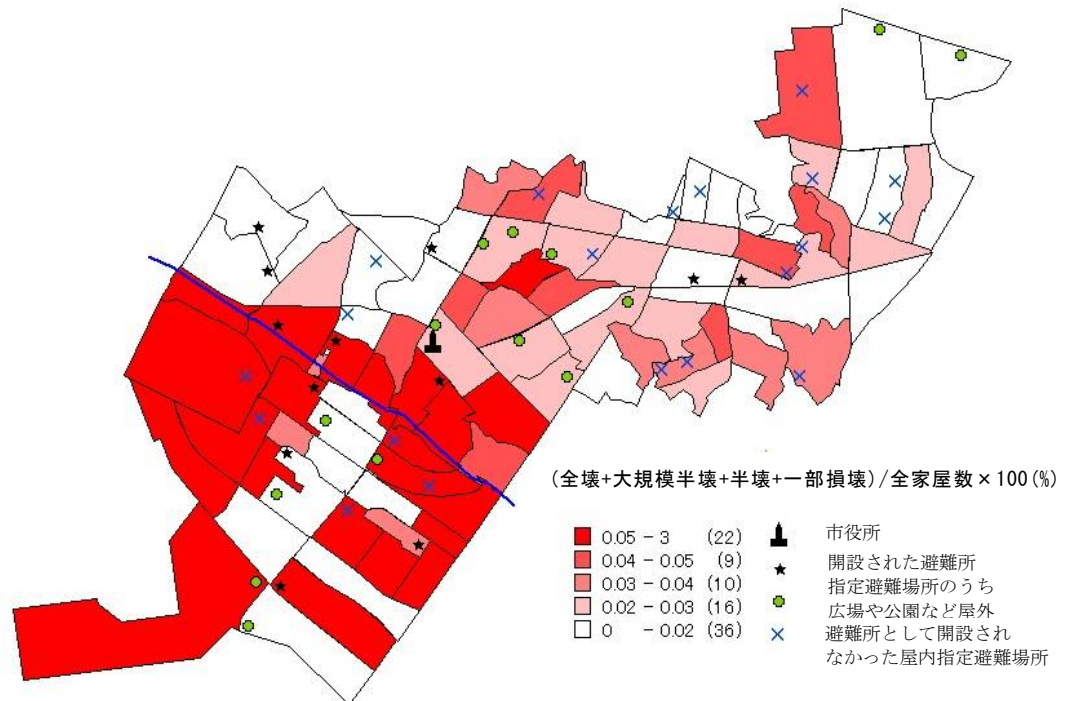 (全壊+大規模半壊+半壊+一部損壊)/全家屋数×100(%)
0.05 - 3 (22)
0.04 - 0.05 (9)
0.03 - 0.04 (10)
0.02 - 0.03 (16)
0 - 0.02 (36)
市役所
開設された避難所
指定避難場所のうち
広場や公園など屋外
避難所として開設され
なかった屋内指定避難場所